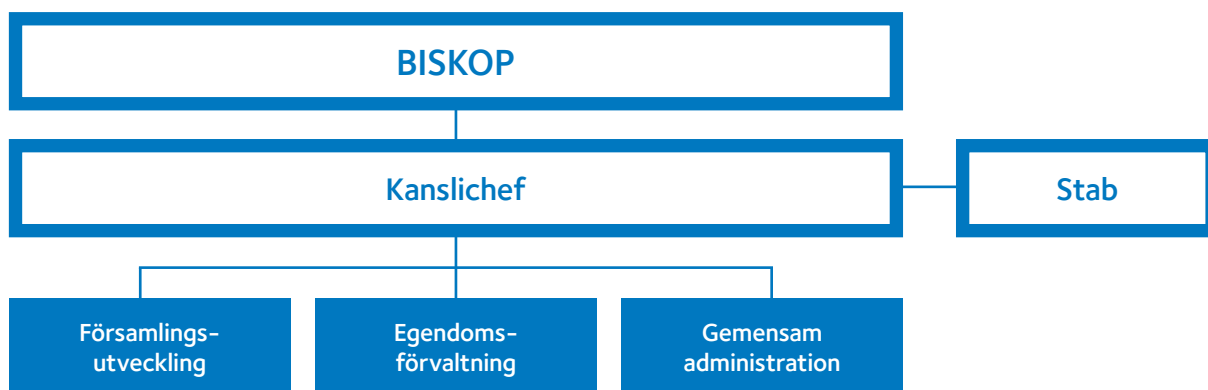 BISKOP
Kanslichef
Stab
Församlings-
utveckling
Egendoms-
förvaltning
Gemensam
administration